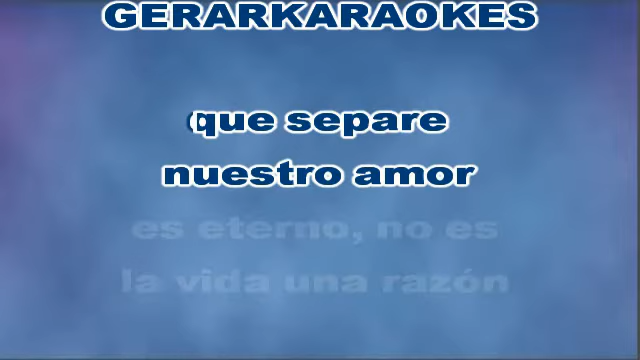 GERARKARAOKES
que separe
nuestro amor
es eterno, no es
la vida una razón